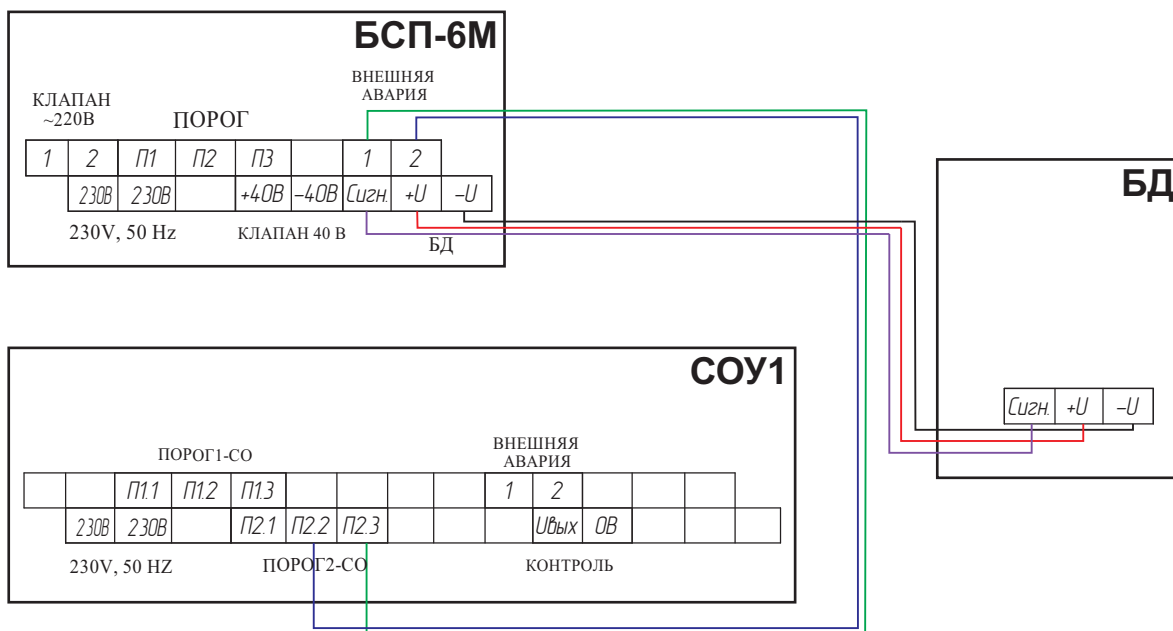 БСП-6М
ВНЕШНЯЯ
АВАРИЯ
КЛАПАН
~220В
ПОРОГ
1 2 П1 П2 П3 1 2
230В 230В +40В –40В Сигн. +U –U
230V, 50 Hz КЛАПАН 40 В БД
БД
Сигн. +U –U
СОУ1
ПОРОГ1-СО
ВНЕШНЯЯ
АВАРИЯ
П1.1 П1.2 П1.3 1 2
230В 230В П2.1 П2.2 П2.3 Uвых 0В
230V, 50 HZ ПОРОГ2-СО КОНТРОЛЬ